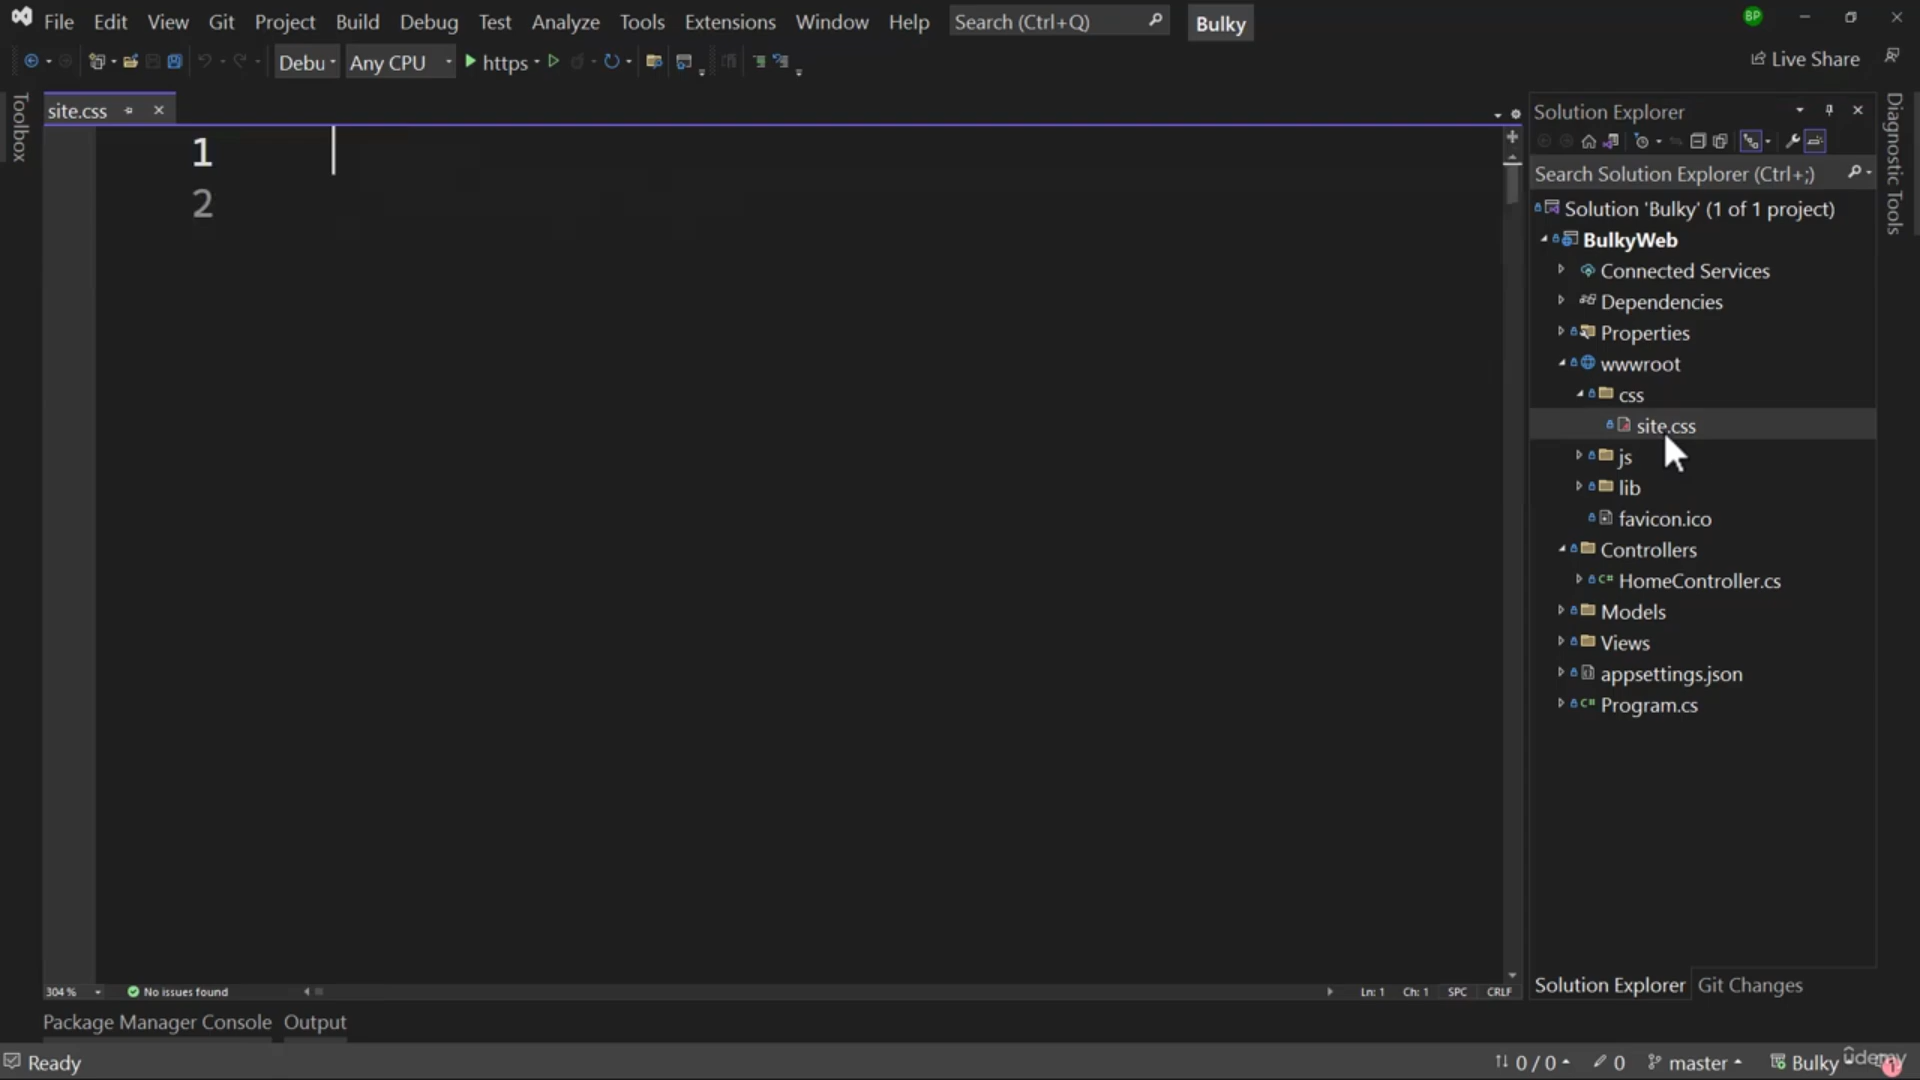 File Edit View Git Project Build Debug Test Analyze Tools Extensions Window Help Search (Ctrl+Q) Bulky BP
Debu Any CPU https Live Share
Toolbox
site.css
Solution Explorer
Diagnostic Tools
1
2
Search Solution Explorer (Ctrl+;)
Solution 'Bulky' (1 of 1 project)
BulkyWeb
Connected Services
Dependencies
Properties
wwwroot
css
site.css
js
lib
favicon.ico
Controllers
C# HomeController.cs
Models
Views
appsettings.json
C# Program.cs
304 % No issues found Ln: 1 Ch: 1 SPC CRLF
Solution Explorer Git Changes
Package Manager Console Output
Ready 0 / 0 0 master Bulky udemy 1